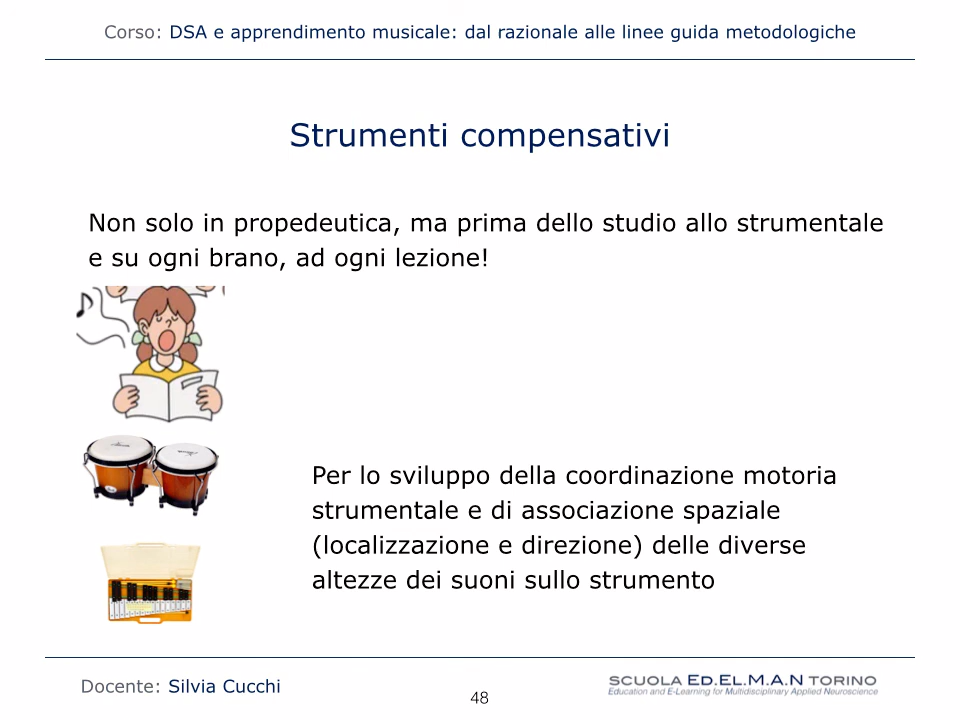 Corso: DSA e apprendimento musicale: dal razionale alle linee guida metodologiche
Strumenti compensativi
Non solo in propedeutica, ma prima dello studio allo strumentale
e su ogni brano, ad ogni lezione!
Per lo sviluppo della coordinazione motoria
strumentale e di associazione spaziale
(localizzazione e direzione) delle diverse
altezze dei suoni sullo strumento
Docente: Silvia Cucchi
48
SCUOLA ED.EL.M.A.N TORINO
Education and E-Learning for Multidisciplinary Applied Neuroscience